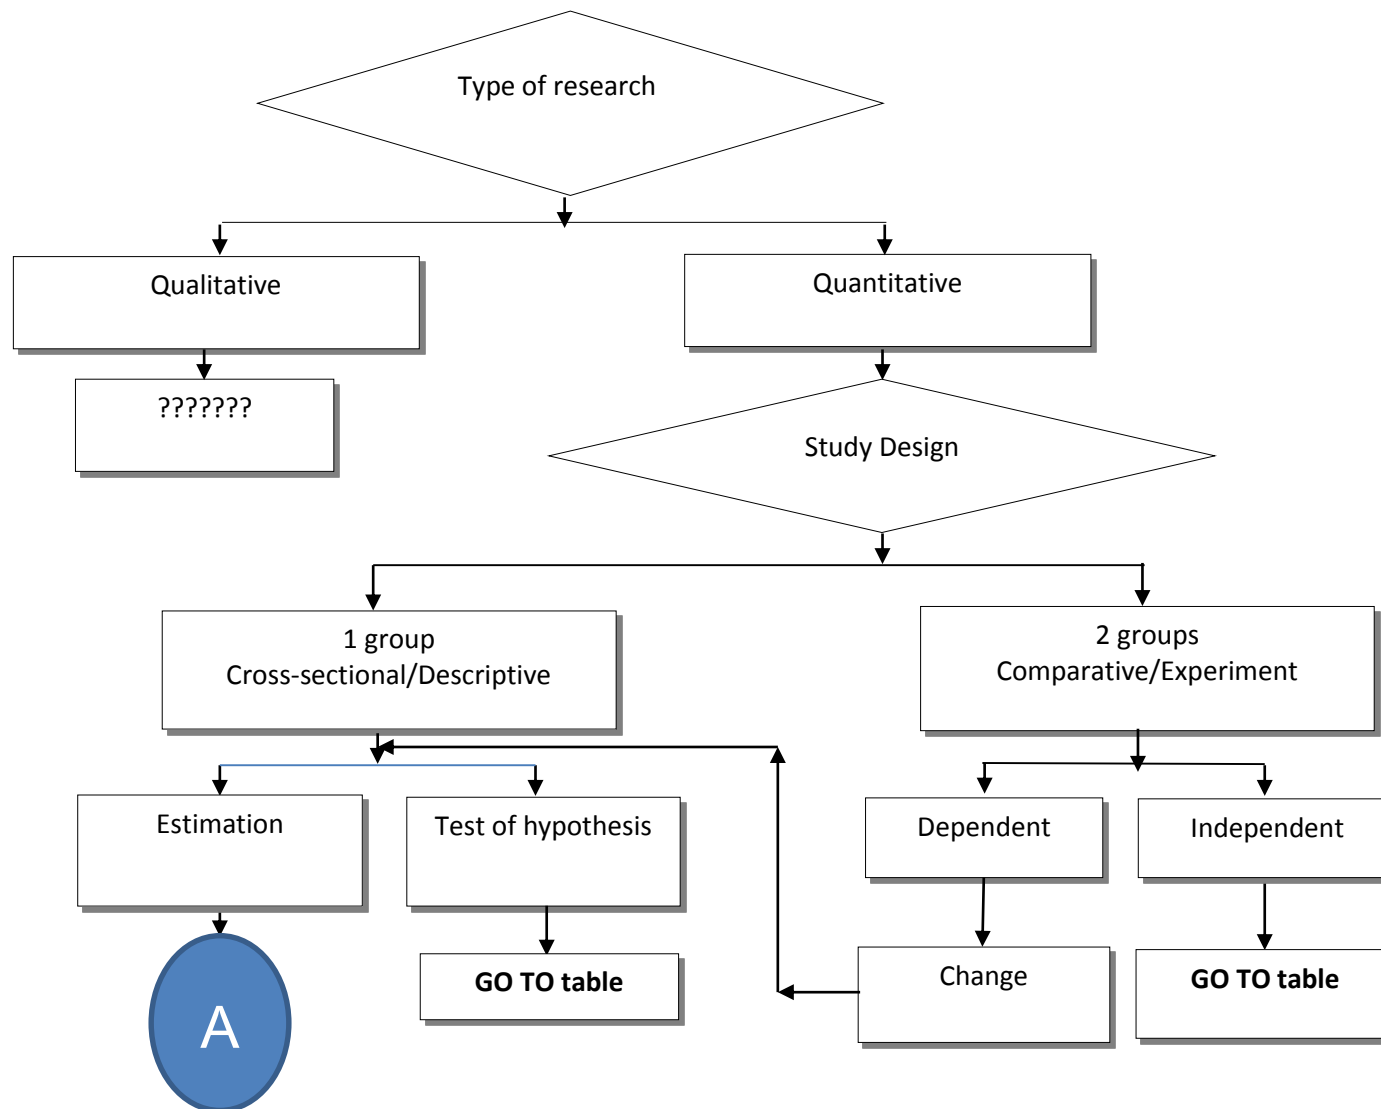 Type of research
Qualitative
Quantitative
???????
Study Design
1 group
Cross-sectional/Descriptive
2 groups
Comparative/Experiment
Estimation
Test of hypothesis
Dependent
Independent
A
GO TO table
Change
GO TO table